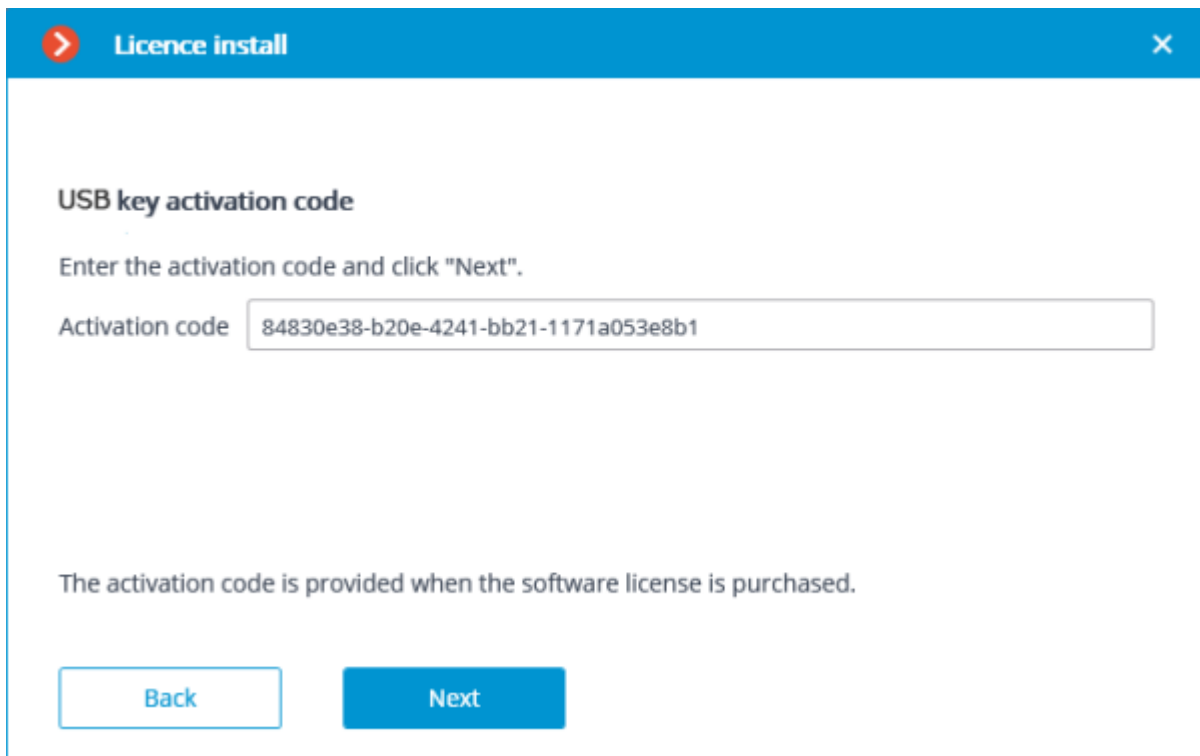 Licence install
USB key activation code
Enter the activation code and click "Next".
Activation code 84830e38-b20e-4241-bb21-1171a053e8b1
The activation code is provided when the software license is purchased.
Back Next